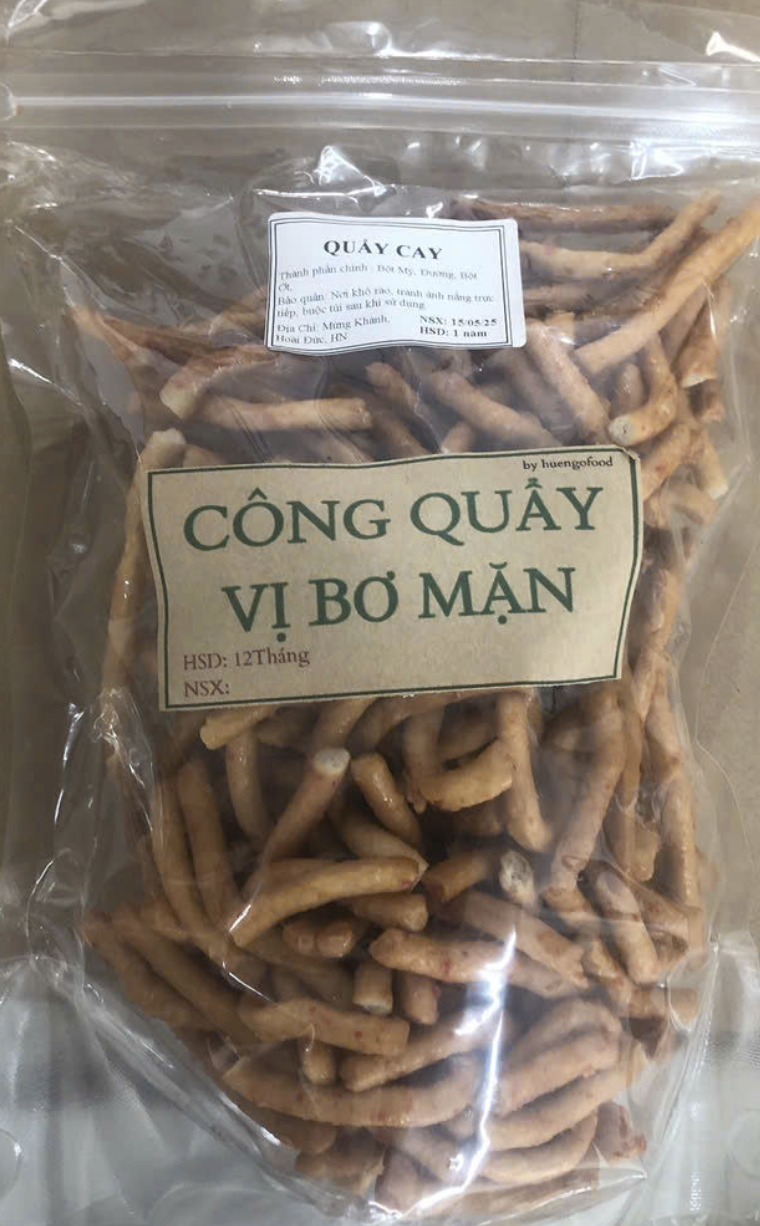 QUẨY CAY
Thành phần chính : Bột Mỳ, Đường, Bột
Ớt,
Bảo quản: Nơi khô ráo, tránh ánh nắng trực
tiếp, buộc túi sau khi sử dụng
Địa Chỉ: Mừng Khánh,
Hoài Đức, HN
NSX: 15/05/25
HSD: 1 năm
by huengofood
CÔNG QUẨY
VỊ BƠ MẶN
HSD: 12Tháng
NSX: